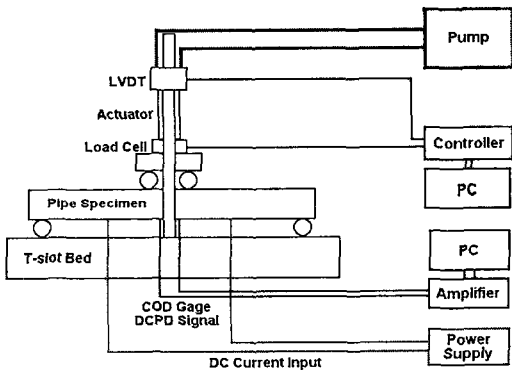 Pump
LVDT
Actuator
Load Cell
Controller
PC
Pipe Specimen
T-slot Bed
PC
Amplifier
COD Gage
DCPD Signal
Power
Supply
DC Current Input